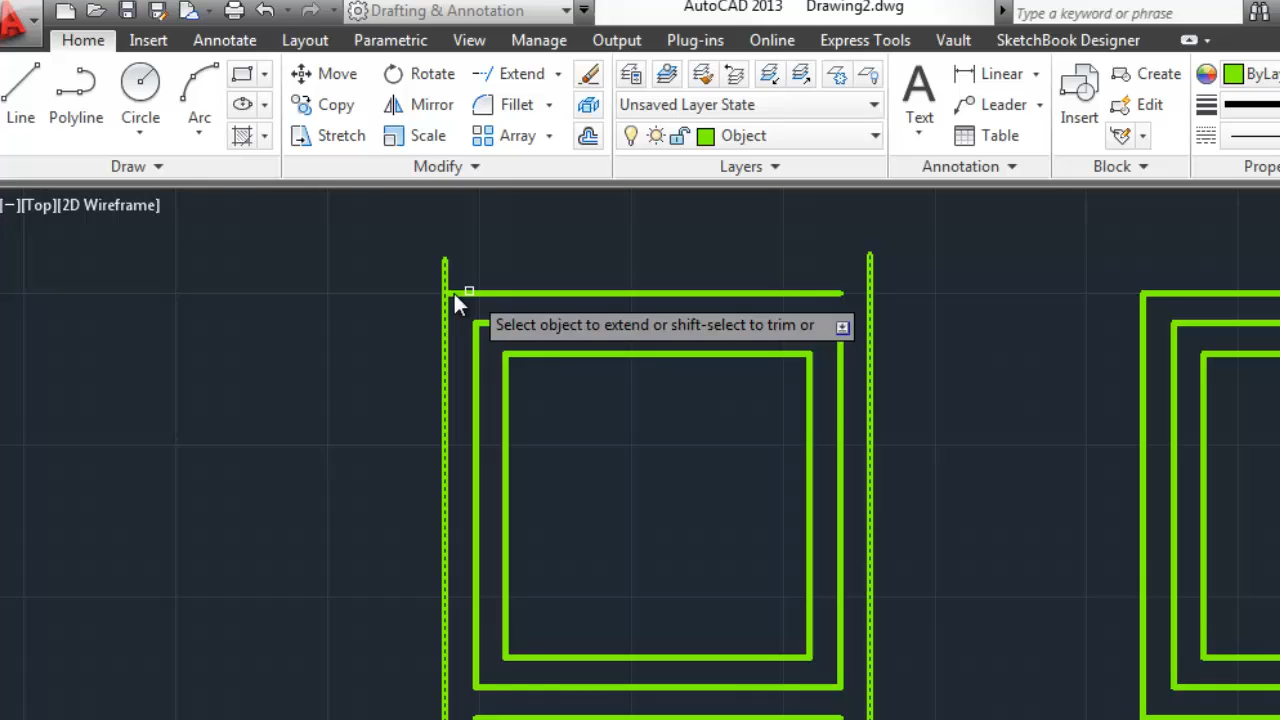 Drafting & Annotation
AutoCAD 2013 Drawing2.dwg
Type a keyword or phrase
Home Insert Annotate Layout Parametric View Manage Output Plug-ins Online Express Tools Vault SketchBook Designer
Line Polyline Circle Arc
Move Rotate Extend
Copy Mirror Fillet
Stretch Scale Array
Unsaved Layer State
Object
Text
Linear
Leader
Table
Insert
Create
Edit
ByLa
Draw Modify Layers Annotation Block Prope
[−][Top][2D Wireframe]
Select object to extend or shift-select to trim or